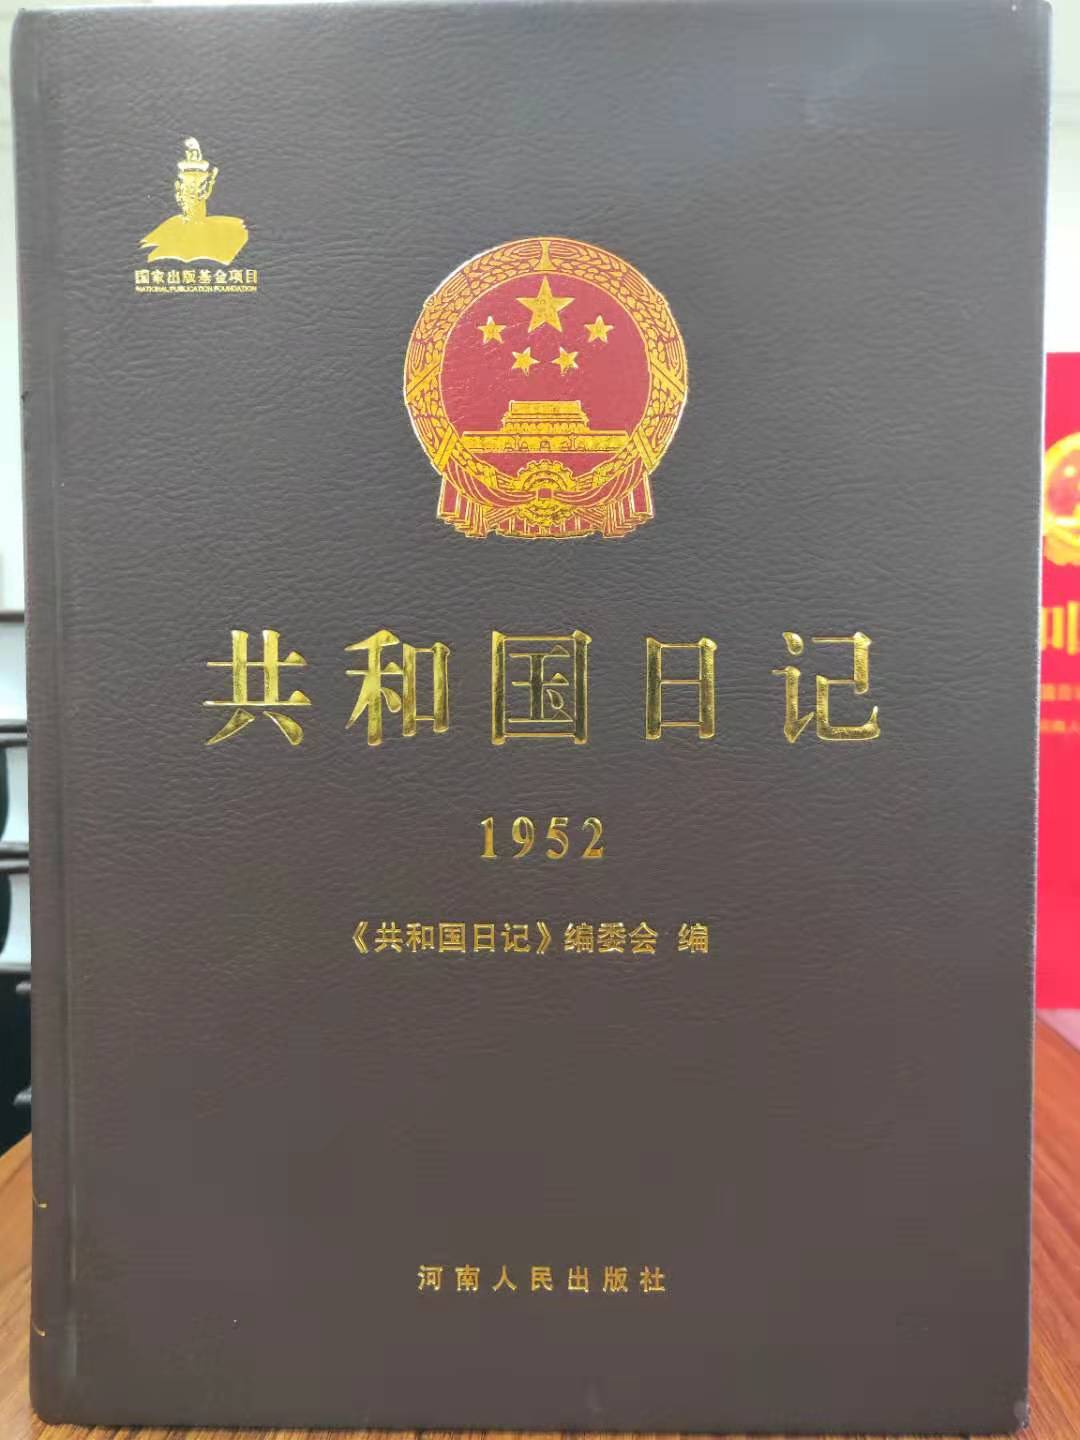 国家出版基金项目
NATIONAL PUBLICATION FOUNDATION
共和国日记
1952
《共和国日记》编委会 编
河南人民出版社